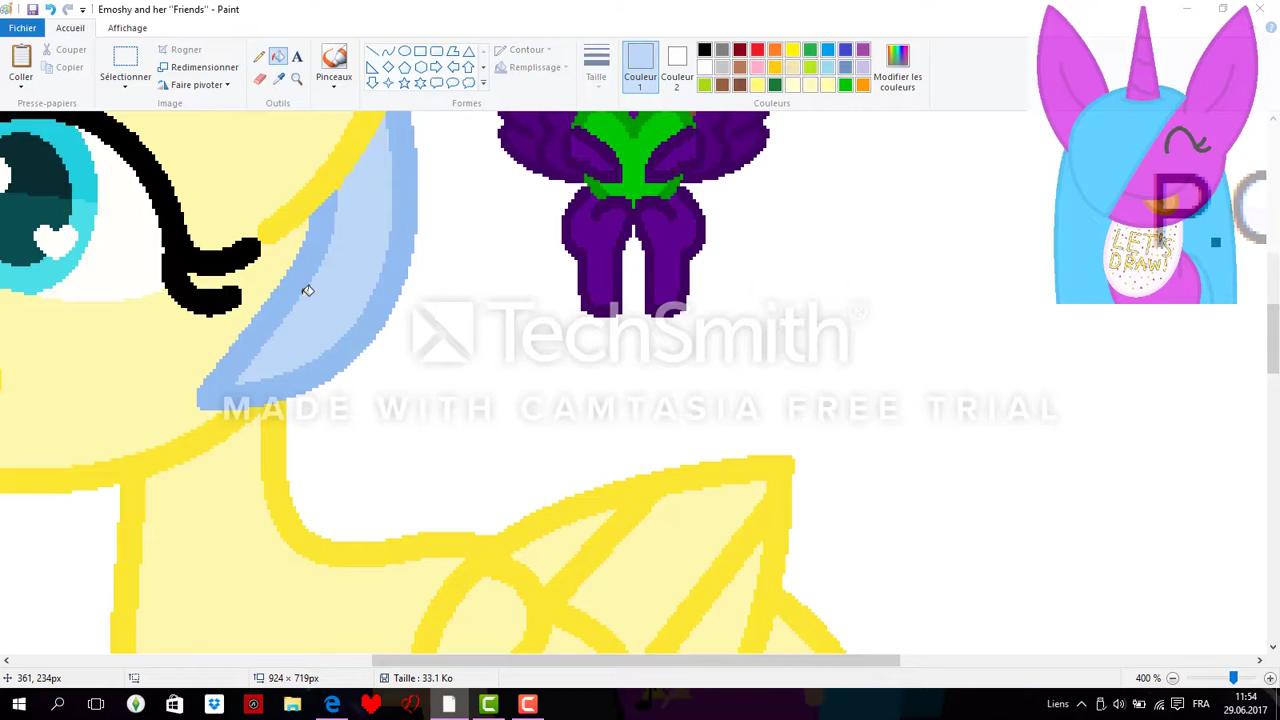 Emoshy and her "Friends" - Paint
Fichier
Accueil
Affichage
Coller
Couper
Copier
Presse-papiers
Sélectionner
Rogner
Redimensionner
Faire pivoter
Image
A
Outils
Pinceaux
Contour
Remplissage
Formes
Taille
Couleur
1
Couleur
2
Modifier les
couleurs
Couleurs
LET'S
DRAW!
TechSmith®
MADE WITH CAMTASIA FREE TRIAL
361, 234px
924 × 719px
Taille : 33.1 Ko
400 %
Liens
FRA
11:54
29.06.2017